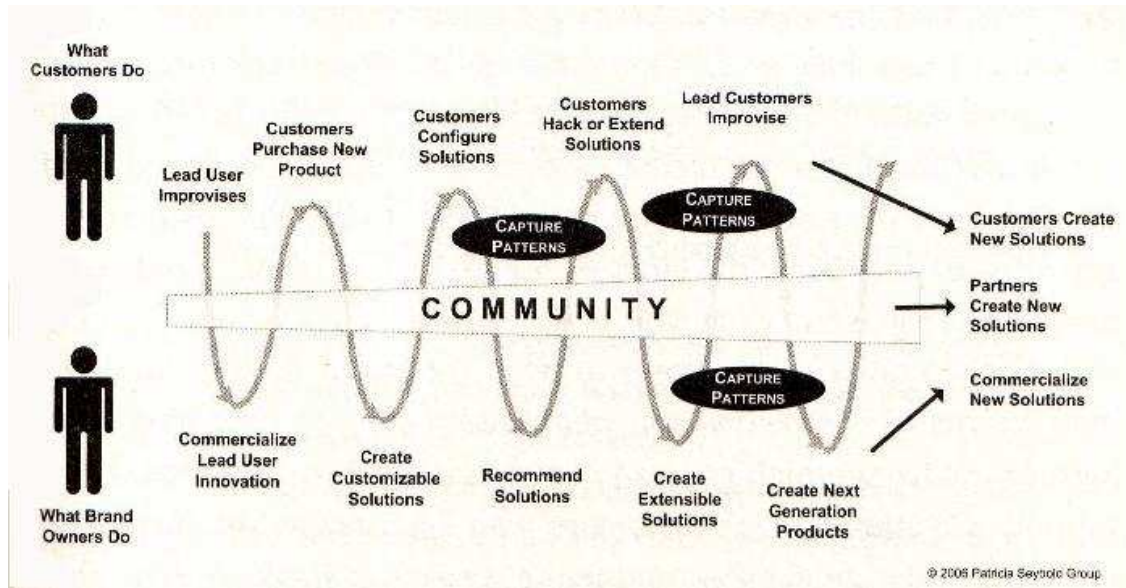 What
Customers Do
Lead User
Improvises
Customers
Purchase New
Product
Customers
Configure
Solutions
Customers
Hack or Extend
Solutions
Lead Customers
Improvise
CAPTURE
PATTERNS
CAPTURE
PATTERNS
Customers Create
New Solutions
COMMUNITY
Partners
Create New
Solutions
CAPTURE
PATTERNS
Commercialize
New Solutions
What Brand
Owners Do
Commercialize
Lead User
Innovation
Create
Customizable
Solutions
Recommend
Solutions
Create
Extensible
Solutions
Create Next
Generation
Products
© 2006 Patricia Seybold Group